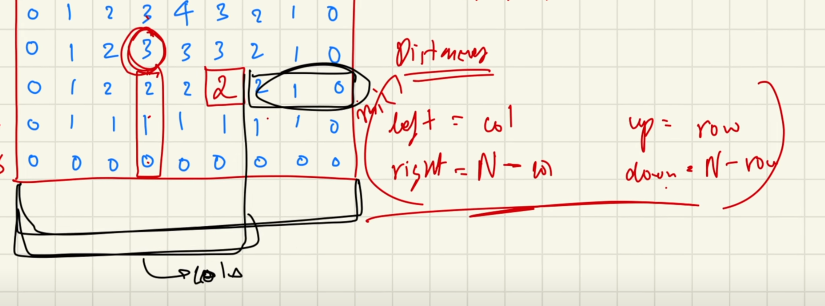 0 1 2 3 4 3 2 1 0
0 1 2 3 3 3 2 1 0
Distances
0 1 2 2 2 2 2 1 0
min
0 1 1 1 1 1 1 1 0
left = col
up = row
0 0 0 0 0 0 0 0 0
right = N - col
down = N - row
cols